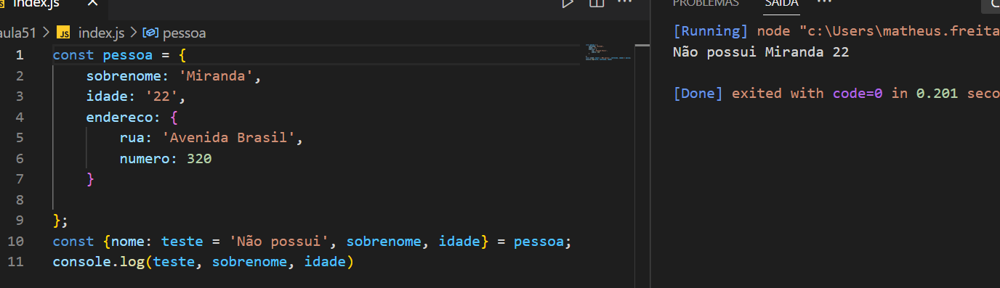 index.js
PROBLEMAS SAÍDA ...
aula51 > JS index.js > pessoa
1 const pessoa = {
2 sobrenome: 'Miranda',
3 idade: '22',
4 endereco: {
5 rua: 'Avenida Brasil',
6 numero: 320
7 }
8
9 };
10 const {nome: teste = 'Não possui', sobrenome, idade} = pessoa;
11 console.log(teste, sobrenome, idade)
[Running] node "c:\Users\matheus.freita
Não possui Miranda 22
[Done] exited with code=0 in 0.201 seco